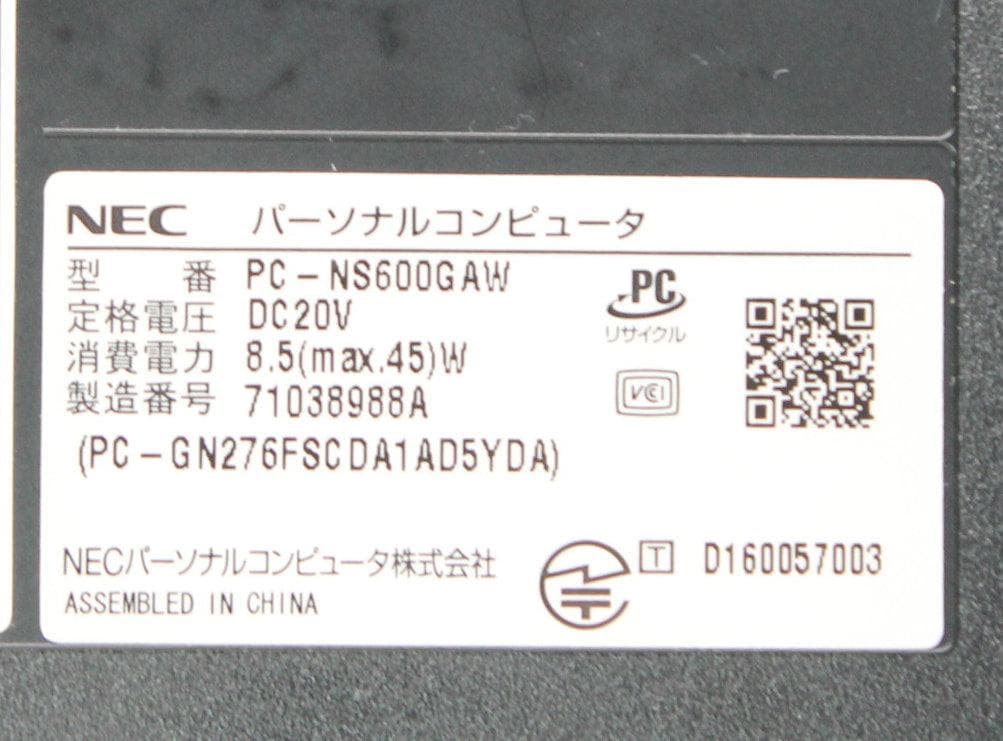 NEC パーソナルコンピュータ
型 番 PC-NS600GAW
定格電圧 DC20V
消費電力 8.5(max.45)W
製造番号 71038988A
(PC-GN276FSCDA1AD5YDA)
PC
リサイクル
VCI
NECパーソナルコンピュータ株式会社
ASSEMBLED IN CHINA
T D160057003